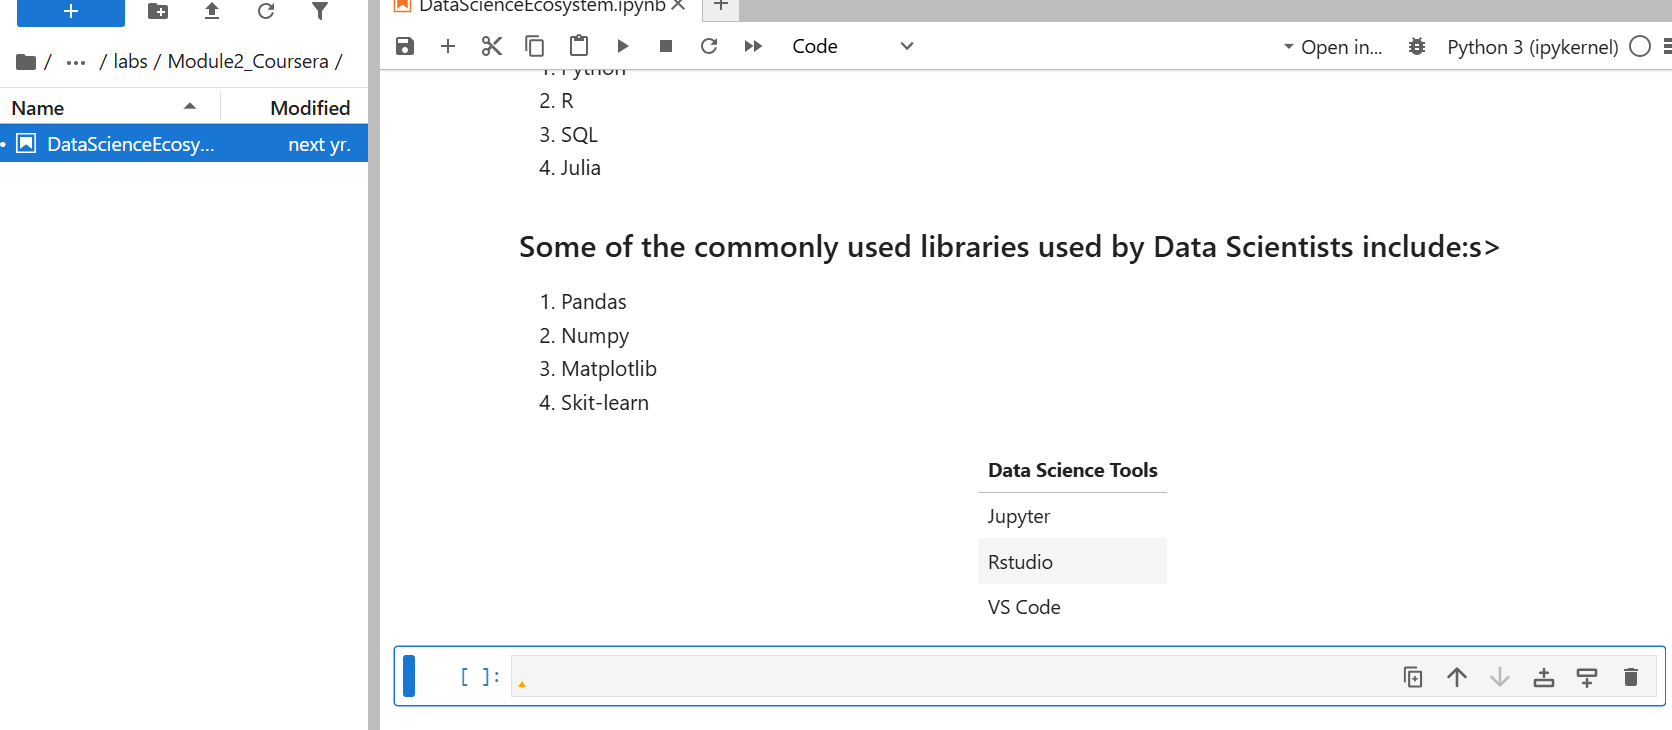 DataScienceEcosystem.ipynb
Code
Open in...
Python 3 (ipykernel)
/ ... / labs / Module2_Coursera /
Name Modified
DataScienceEcosy... next yr.
1. Python
2. R
3. SQL
4. Julia
Some of the commonly used libraries used by Data Scientists include:s>
1. Pandas
2. Numpy
3. Matplotlib
4. Skit-learn
Data Science Tools
Jupyter
Rstudio
VS Code
[ ]: